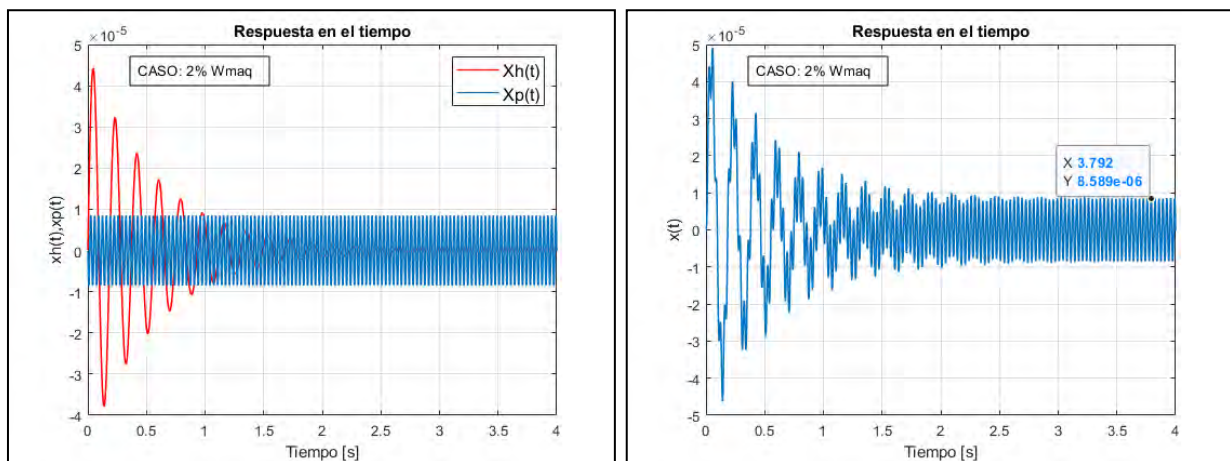 Respuesta en el tiempo
×10⁻⁵
CASO: 2% Wmaq
Xh(t)
Xp(t)
5
4
3
2
1
0
-1
-2
-3
-4
xh(t),xp(t)
0 0.5 1 1.5 2 2.5 3 3.5 4
Tiempo [s]
Respuesta en el tiempo
×10⁻⁵
CASO: 2% Wmaq
X 3.792
Y 8.589e-06
5
4
3
2
1
0
-1
-2
-3
-4
-5
x(t)
0 0.5 1 1.5 2 2.5 3 3.5 4
Tiempo [s]